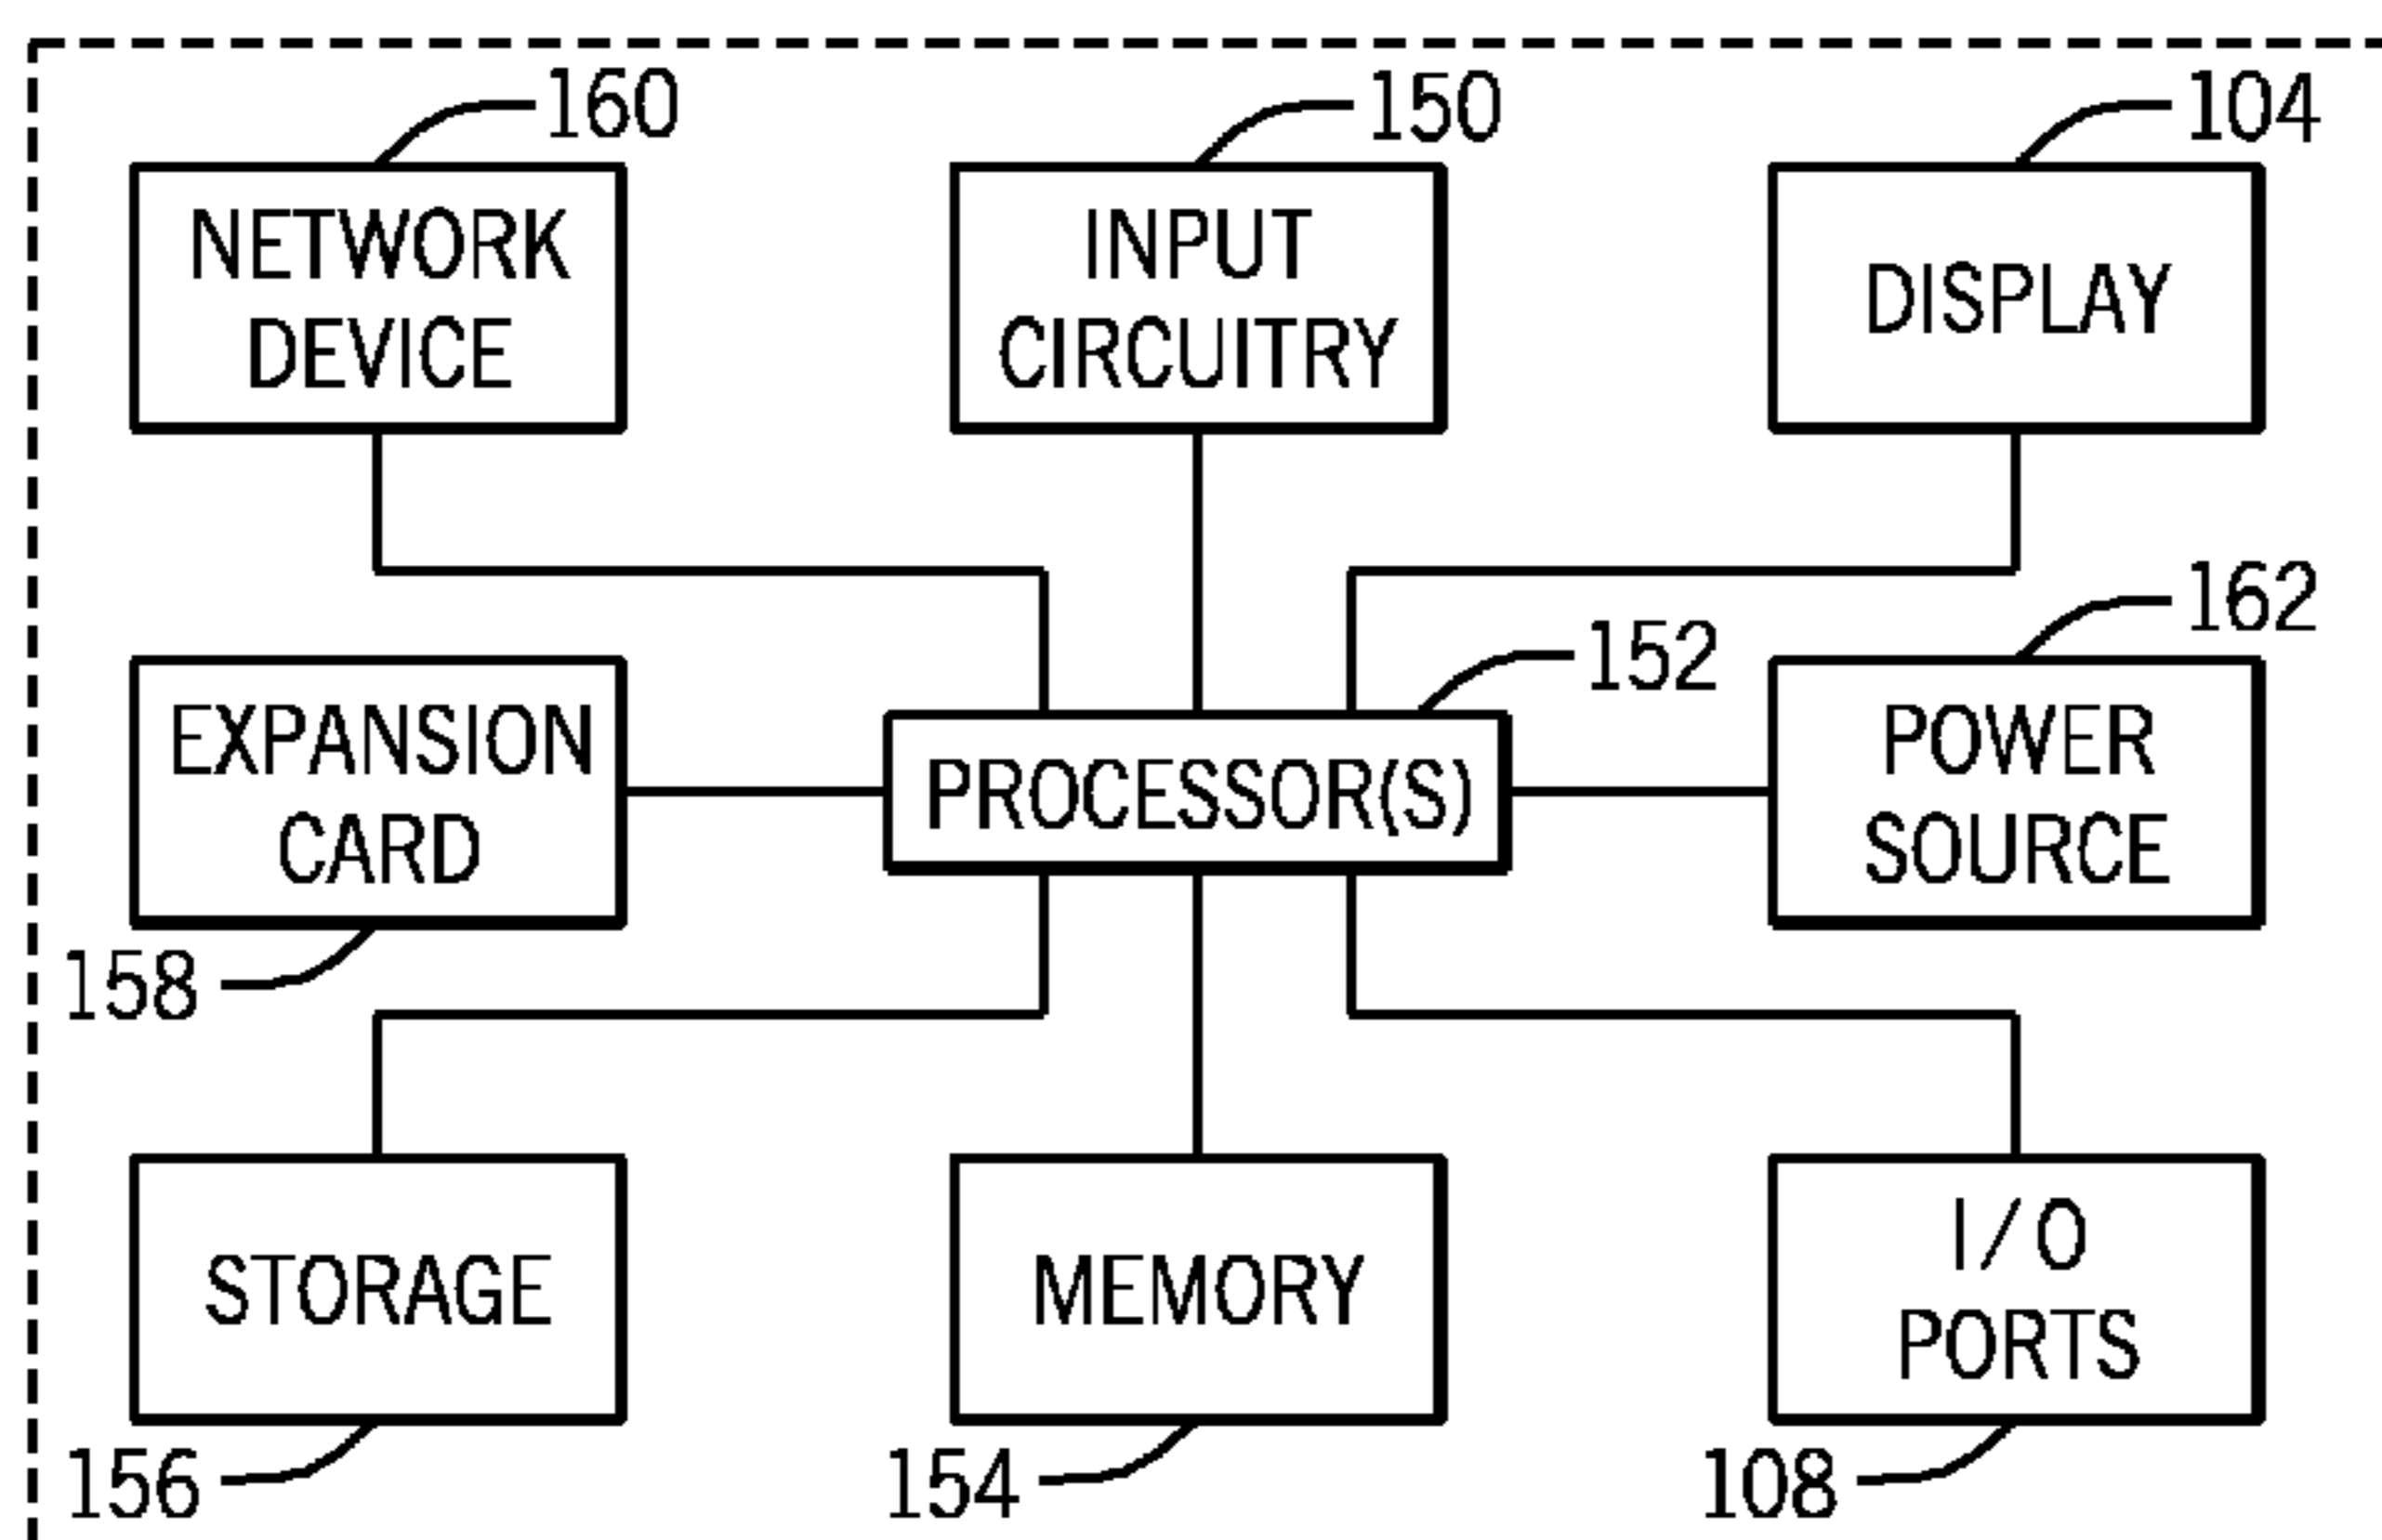 160
150
104
NETWORK
DEVICE
INPUT
CIRCUITRY
DISPLAY
162
152
EXPANSION
CARD
PROCESSOR(S)
POWER
SOURCE
158
STORAGE
MEMORY
I/O
PORTS
156
154
108